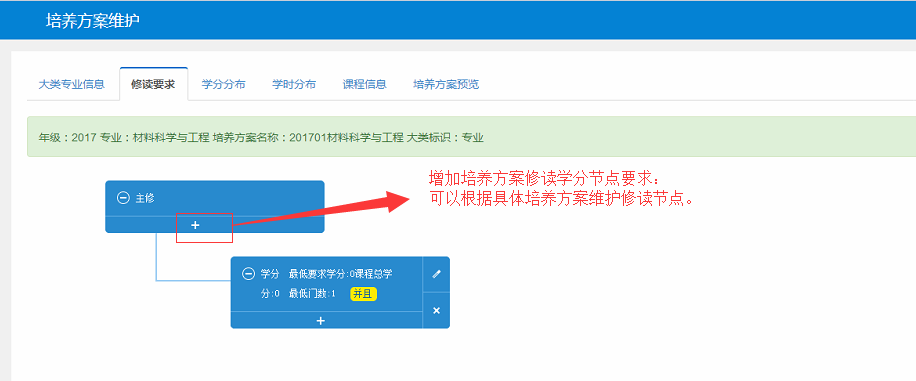 培养方案维护
大类专业信息 修读要求 学分分布 学时分布 课程信息 培养方案预览
年级：2017 专业：材料科学与工程 培养方案名称：201701材料科学与工程 大类标识：专业
增加培养方案修读学分节点要求：
可以根据具体培养方案维护修读节点。
主修
学分 最低要求学分:0课程总学
分:0 最低门数:1 并且